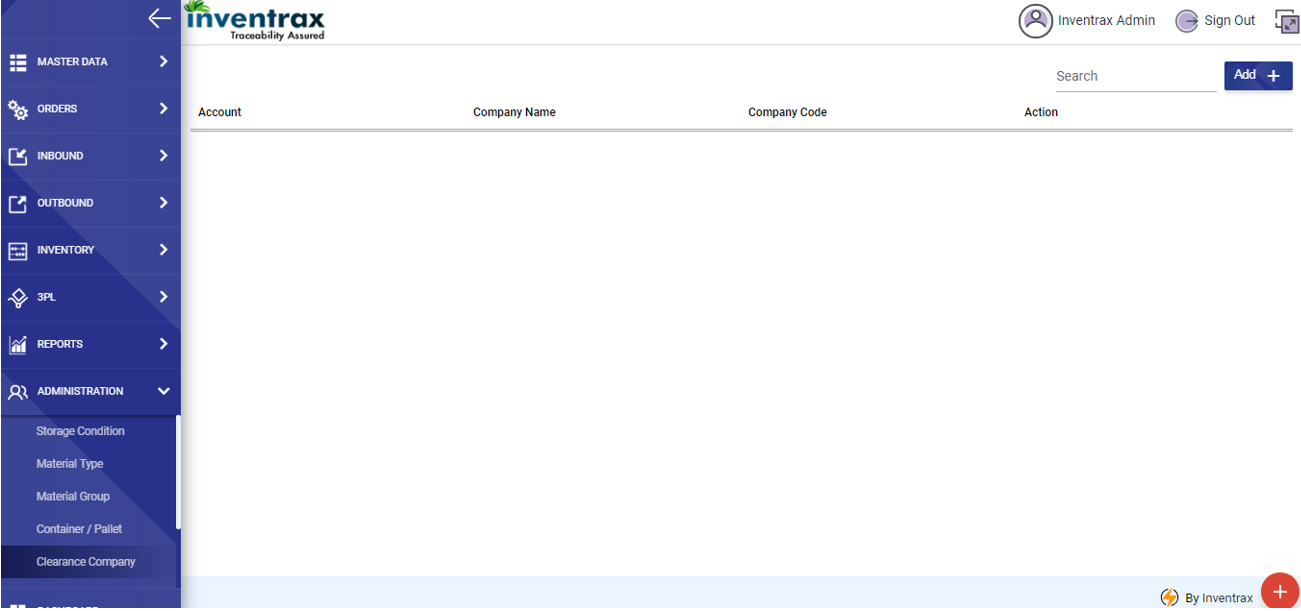 inventrax
Traceability Assured
Inventrax Admin
Sign Out
MASTER DATA
ORDERS
INBOUND
OUTBOUND
INVENTORY
3PL
REPORTS
ADMINISTRATION
Storage Condition
Material Type
Material Group
Container / Pallet
Clearance Company
Search
Add +
Account Company Name Company Code Action
By Inventrax
+